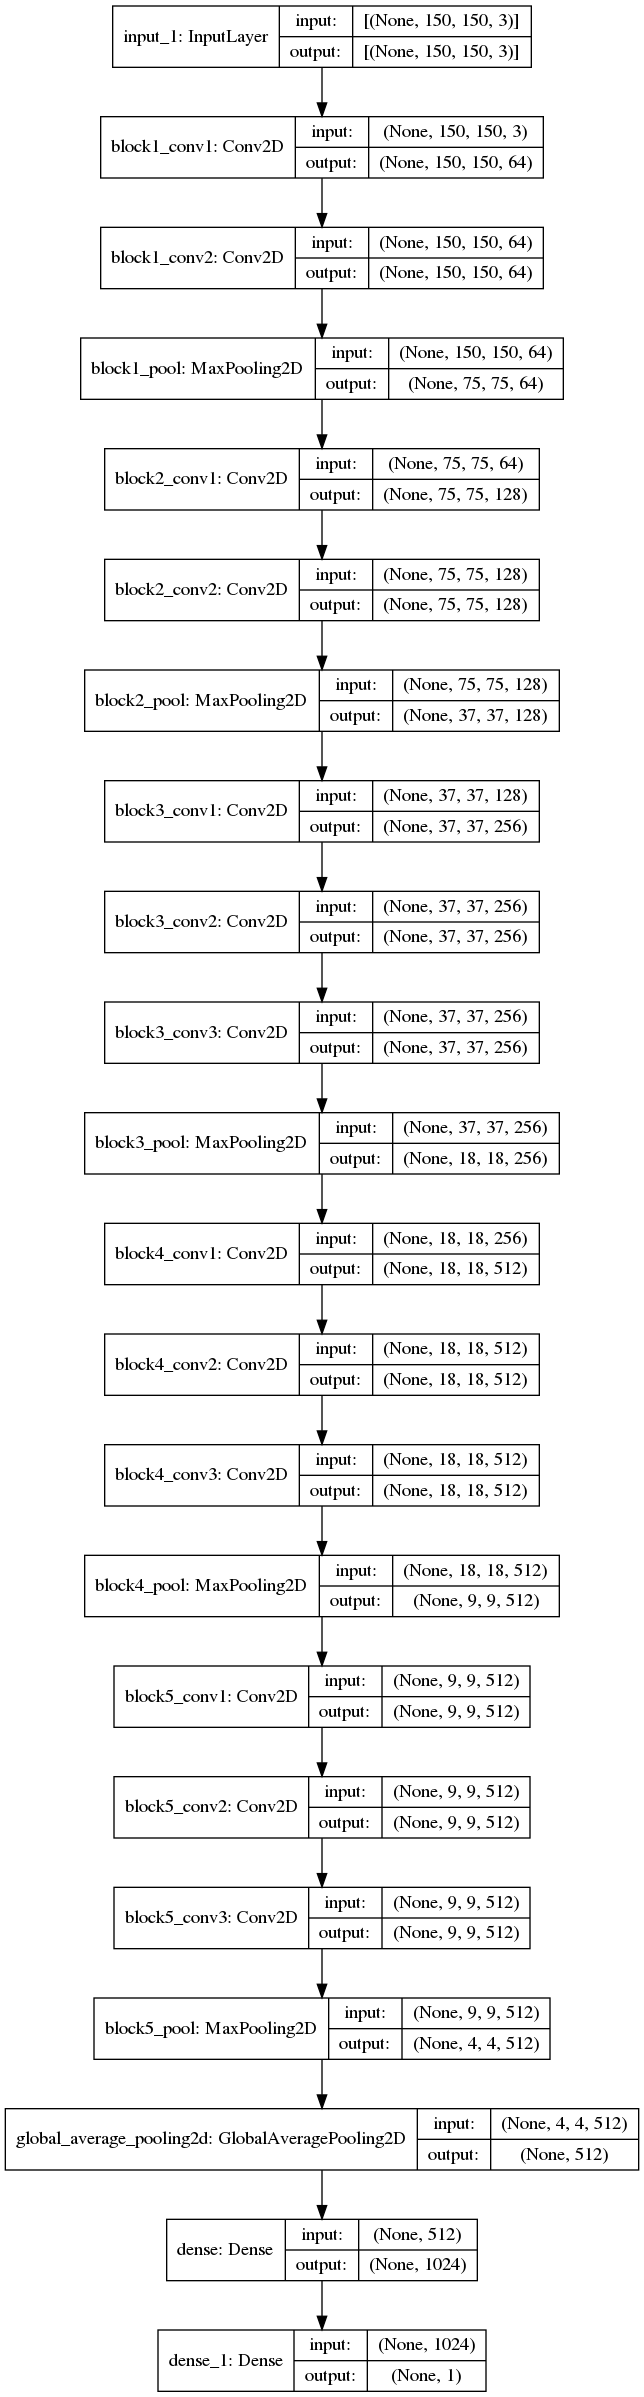 input_1: InputLayer
input: [(None, 150, 150, 3)]
output: [(None, 150, 150, 3)]
block1_conv1: Conv2D
input: (None, 150, 150, 3)
output: (None, 150, 150, 64)
block1_conv2: Conv2D
input: (None, 150, 150, 64)
output: (None, 150, 150, 64)
block1_pool: MaxPooling2D
input: (None, 150, 150, 64)
output: (None, 75, 75, 64)
block2_conv1: Conv2D
input: (None, 75, 75, 64)
output: (None, 75, 75, 128)
block2_conv2: Conv2D
input: (None, 75, 75, 128)
output: (None, 75, 75, 128)
block2_pool: MaxPooling2D
input: (None, 75, 75, 128)
output: (None, 37, 37, 128)
block3_conv1: Conv2D
input: (None, 37, 37, 128)
output: (None, 37, 37, 256)
block3_conv2: Conv2D
input: (None, 37, 37, 256)
output: (None, 37, 37, 256)
block3_conv3: Conv2D
input: (None, 37, 37, 256)
output: (None, 37, 37, 256)
block3_pool: MaxPooling2D
input: (None, 37, 37, 256)
output: (None, 18, 18, 256)
block4_conv1: Conv2D
input: (None, 18, 18, 256)
output: (None, 18, 18, 512)
block4_conv2: Conv2D
input: (None, 18, 18, 512)
output: (None, 18, 18, 512)
block4_conv3: Conv2D
input: (None, 18, 18, 512)
output: (None, 18, 18, 512)
block4_pool: MaxPooling2D
input: (None, 18, 18, 512)
output: (None, 9, 9, 512)
block5_conv1: Conv2D
input: (None, 9, 9, 512)
output: (None, 9, 9, 512)
block5_conv2: Conv2D
input: (None, 9, 9, 512)
output: (None, 9, 9, 512)
block5_conv3: Conv2D
input: (None, 9, 9, 512)
output: (None, 9, 9, 512)
block5_pool: MaxPooling2D
input: (None, 9, 9, 512)
output: (None, 4, 4, 512)
global_average_pooling2d: GlobalAveragePooling2D
input: (None, 4, 4, 512)
output: (None, 512)
dense: Dense
input: (None, 512)
output: (None, 1024)
dense_1: Dense
input: (None, 1024)
output: (None, 1)